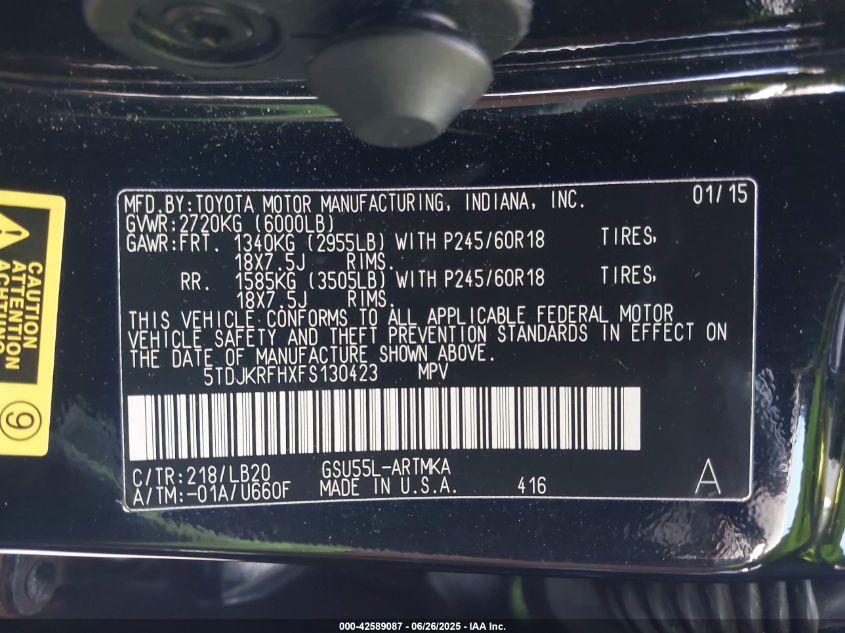 MFD.BY:TOYOTA MOTOR MANUFACTURING, INDIANA, INC. 01/15
GVWR:2720KG (6000LB)
GAWR:FRT. 1340KG (2955LB) WITH P245/60R18 TIRES,
18X7.5J RIMS.
RR. 1585KG (3505LB) WITH P245/60R18 TIRES,
18X7.5J RIMS.
THIS VEHICLE CONFORMS TO ALL APPLICABLE FEDERAL MOTOR
VEHICLE SAFETY AND THEFT PREVENTION STANDARDS IN EFFECT ON
THE DATE OF MANUFACTURE SHOWN ABOVE.
5TDJKRFHXFS130423 MPV
C/TR:218/LB20 GSU55L-ARTMKA
A/TM:-01A/U660F MADE IN U.S.A. 416 A
CAUTION
ATTENTION
ACHTUNG
9
000-42589087 - 06/26/2025 - IAA Inc.